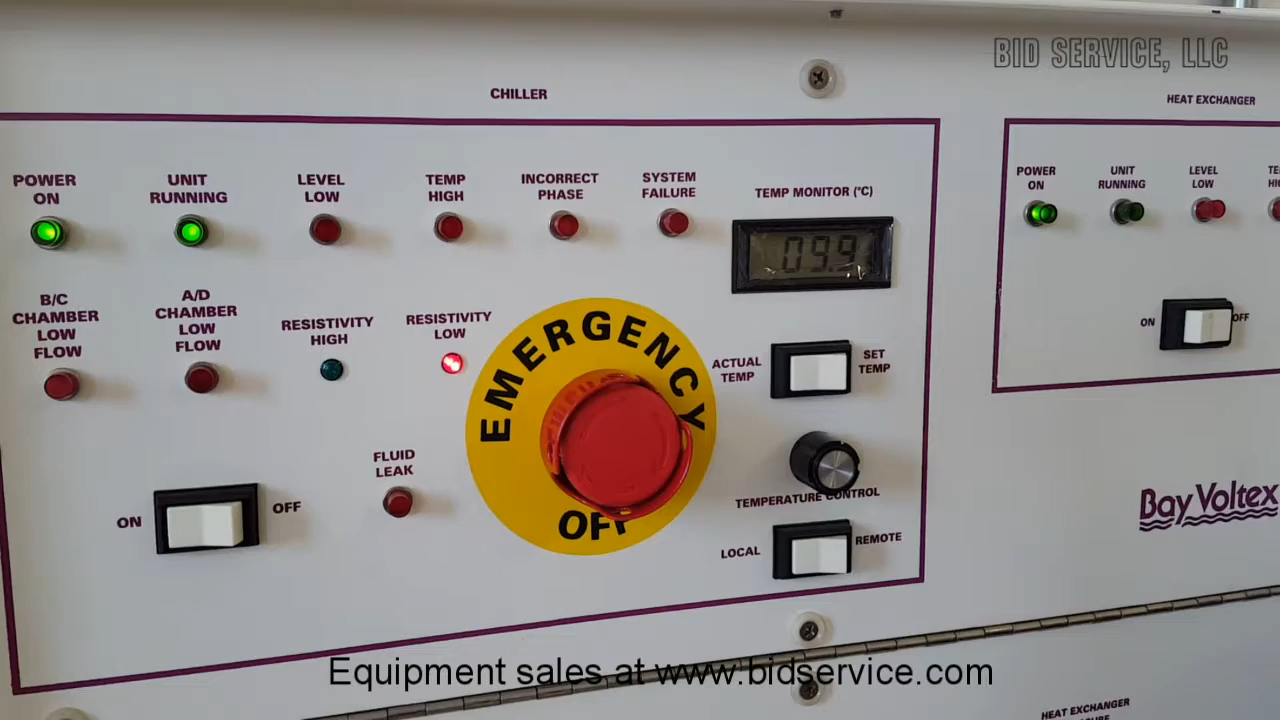 BID SERVICE, LLC
CHILLER
HEAT EXCHANGER
POWER
ON
UNIT
RUNNING
LEVEL
LOW
TEMP
HIGH
INCORRECT
PHASE
SYSTEM
FAILURE
TEMP MONITOR (°C)
09.9
POWER
ON
UNIT
RUNNING
LEVEL
LOW
B/C
CHAMBER
LOW
FLOW
A/D
CHAMBER
LOW
FLOW
RESISTIVITY
HIGH
RESISTIVITY
LOW
EMERGENCY
OFF
ACTUAL
TEMP
SET
TEMP
ON
OFF
FLUID
LEAK
ON
OFF
TEMPERATURE CONTROL
LOCAL
REMOTE
Bay Voltex
Equipment sales at www.bidservice.com
HEAT EXCHANGER